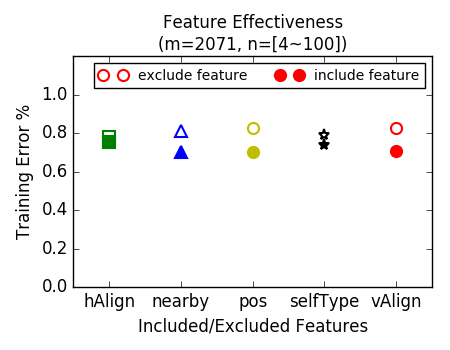 Feature Effectiveness
(m=2071, n=[4~100])
exclude feature
include feature
1.0
0.8
0.6
0.4
0.2
0.0
Training Error %
hAlign nearby pos selfType vAlign
Included/Excluded Features